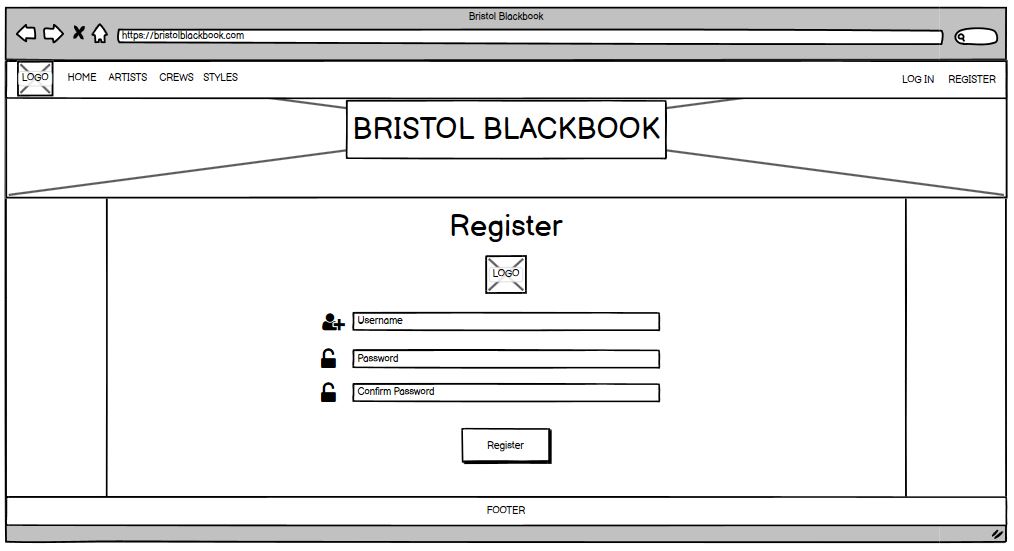 Bristol Blackbook
https://bristolblackbook.com
LOGO HOME ARTISTS CREWS STYLES LOG IN REGISTER
BRISTOL BLACKBOOK
Register
LOGO
Username
Password
Confirm Password
Register
FOOTER